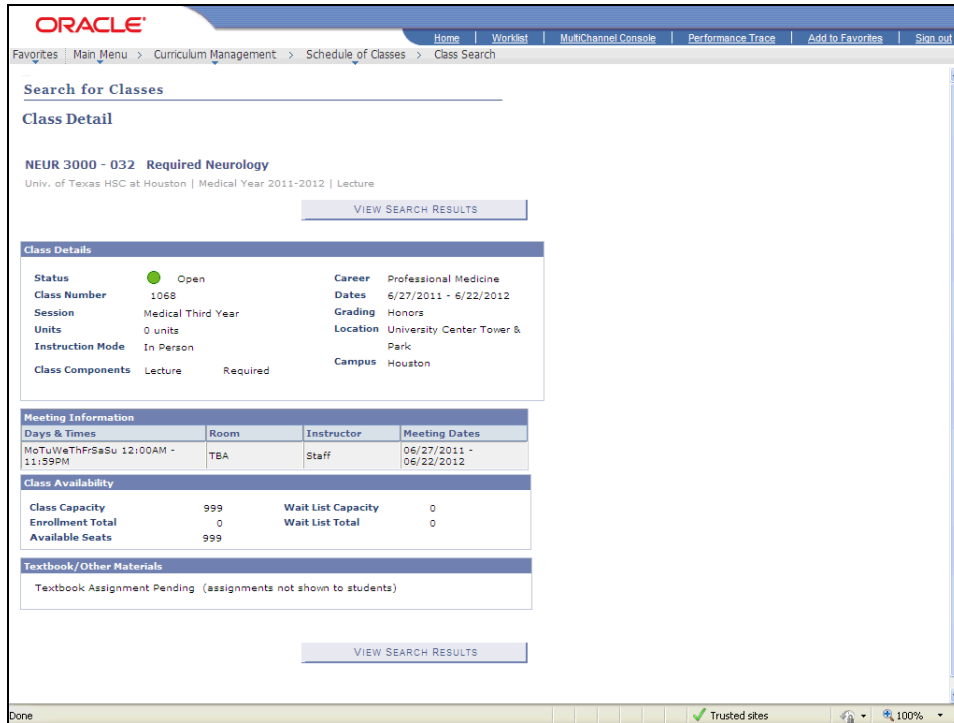 ORACLE
Home | Worklist | MultiChannel Console | Performance Trace | Add to Favorites | Sign out
Favorites Main Menu > Curriculum Management > Schedule of Classes > Class Search
Search for Classes
Class Detail
NEUR 3000 - 032 Required Neurology
Univ. of Texas HSC at Houston | Medical Year 2011-2012 | Lecture
VIEW SEARCH RESULTS
Class Details
Status Open Career Professional Medicine
Class Number 1068 Dates 6/27/2011 - 6/22/2012
Session Medical Third Year Grading Honors
Units 0 units Location University Center Tower &
Park
Instruction Mode In Person
Campus Houston
Class Components Lecture Required
Meeting Information
Days & Times Room Instructor Meeting Dates
MoTuWeThFrSaSu 12:00AM - TBA Staff 06/27/2011 -
11:59PM 06/22/2012
Class Availability
Class Capacity 999 Wait List Capacity 0
Enrollment Total 0 Wait List Total 0
Available Seats 999
Textbook/Other Materials
Textbook Assignment Pending (assignments not shown to students)
VIEW SEARCH RESULTS
Done Trusted sites 100%